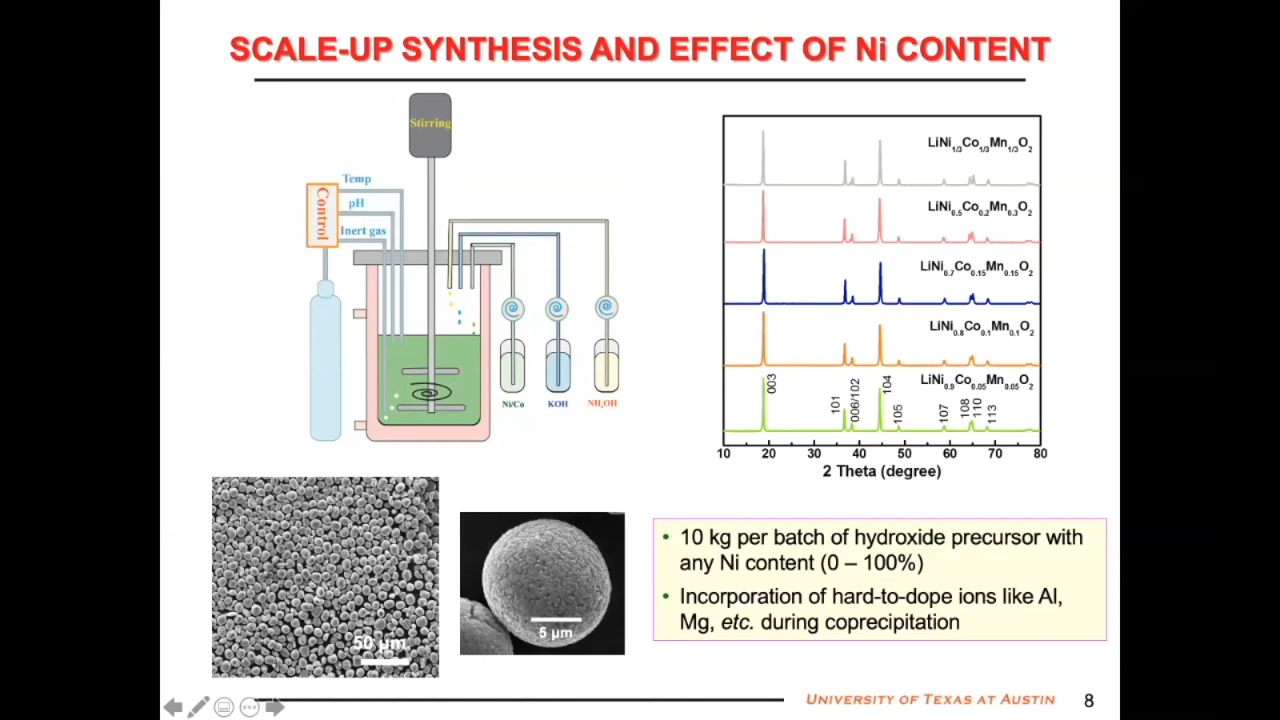 SCALE-UP SYNTHESIS AND EFFECT OF Ni CONTENT
Stirring
Temp
pH
Inert gas
Control
Ni/Co
KOH
NH4OH
LiNi1/3Co1/3Mn1/3O2
LiNi0.5Co0.2Mn0.3O2
LiNi0.7Co0.15Mn0.15O2
LiNi0.8Co0.1Mn0.1O2
LiNi0.9Co0.05Mn0.05O2
003
101
006/102
104
105
107
108
110
113
10 20 30 40 50 60 70 80
2 Theta (degree)
50 μm
5 μm
• 10 kg per batch of hydroxide precursor with
any Ni content (0 – 100%)
• Incorporation of hard-to-dope ions like Al,
Mg, etc. during coprecipitation
UNIVERSITY OF TEXAS AT AUSTIN
8